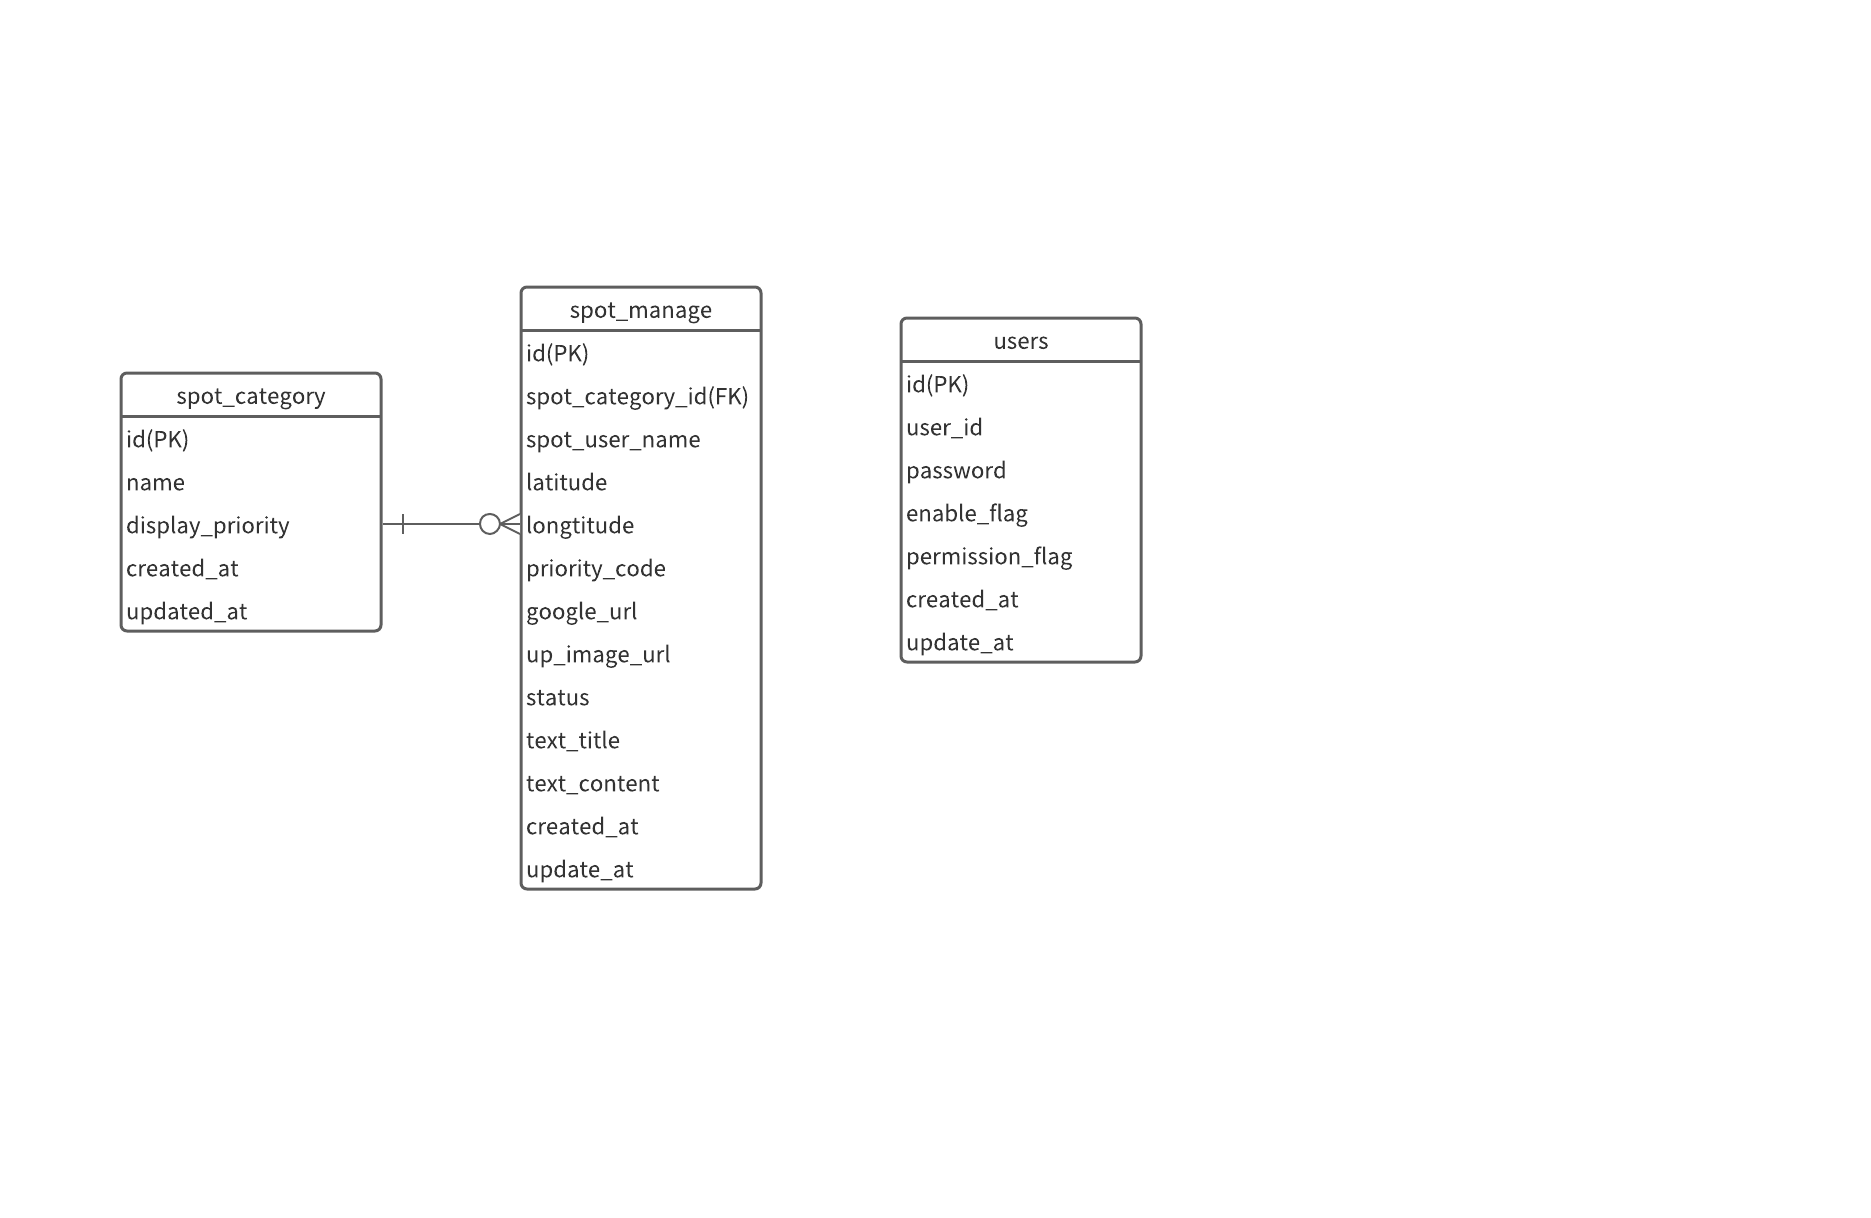 spot_category
id(PK)
name
display_priority
created_at
updated_at
spot_manage
id(PK)
spot_category_id(FK)
spot_user_name
latitude
longtitude
priority_code
google_url
up_image_url
status
text_title
text_content
created_at
update_at
users
id(PK)
user_id
password
enable_flag
permission_flag
created_at
update_at